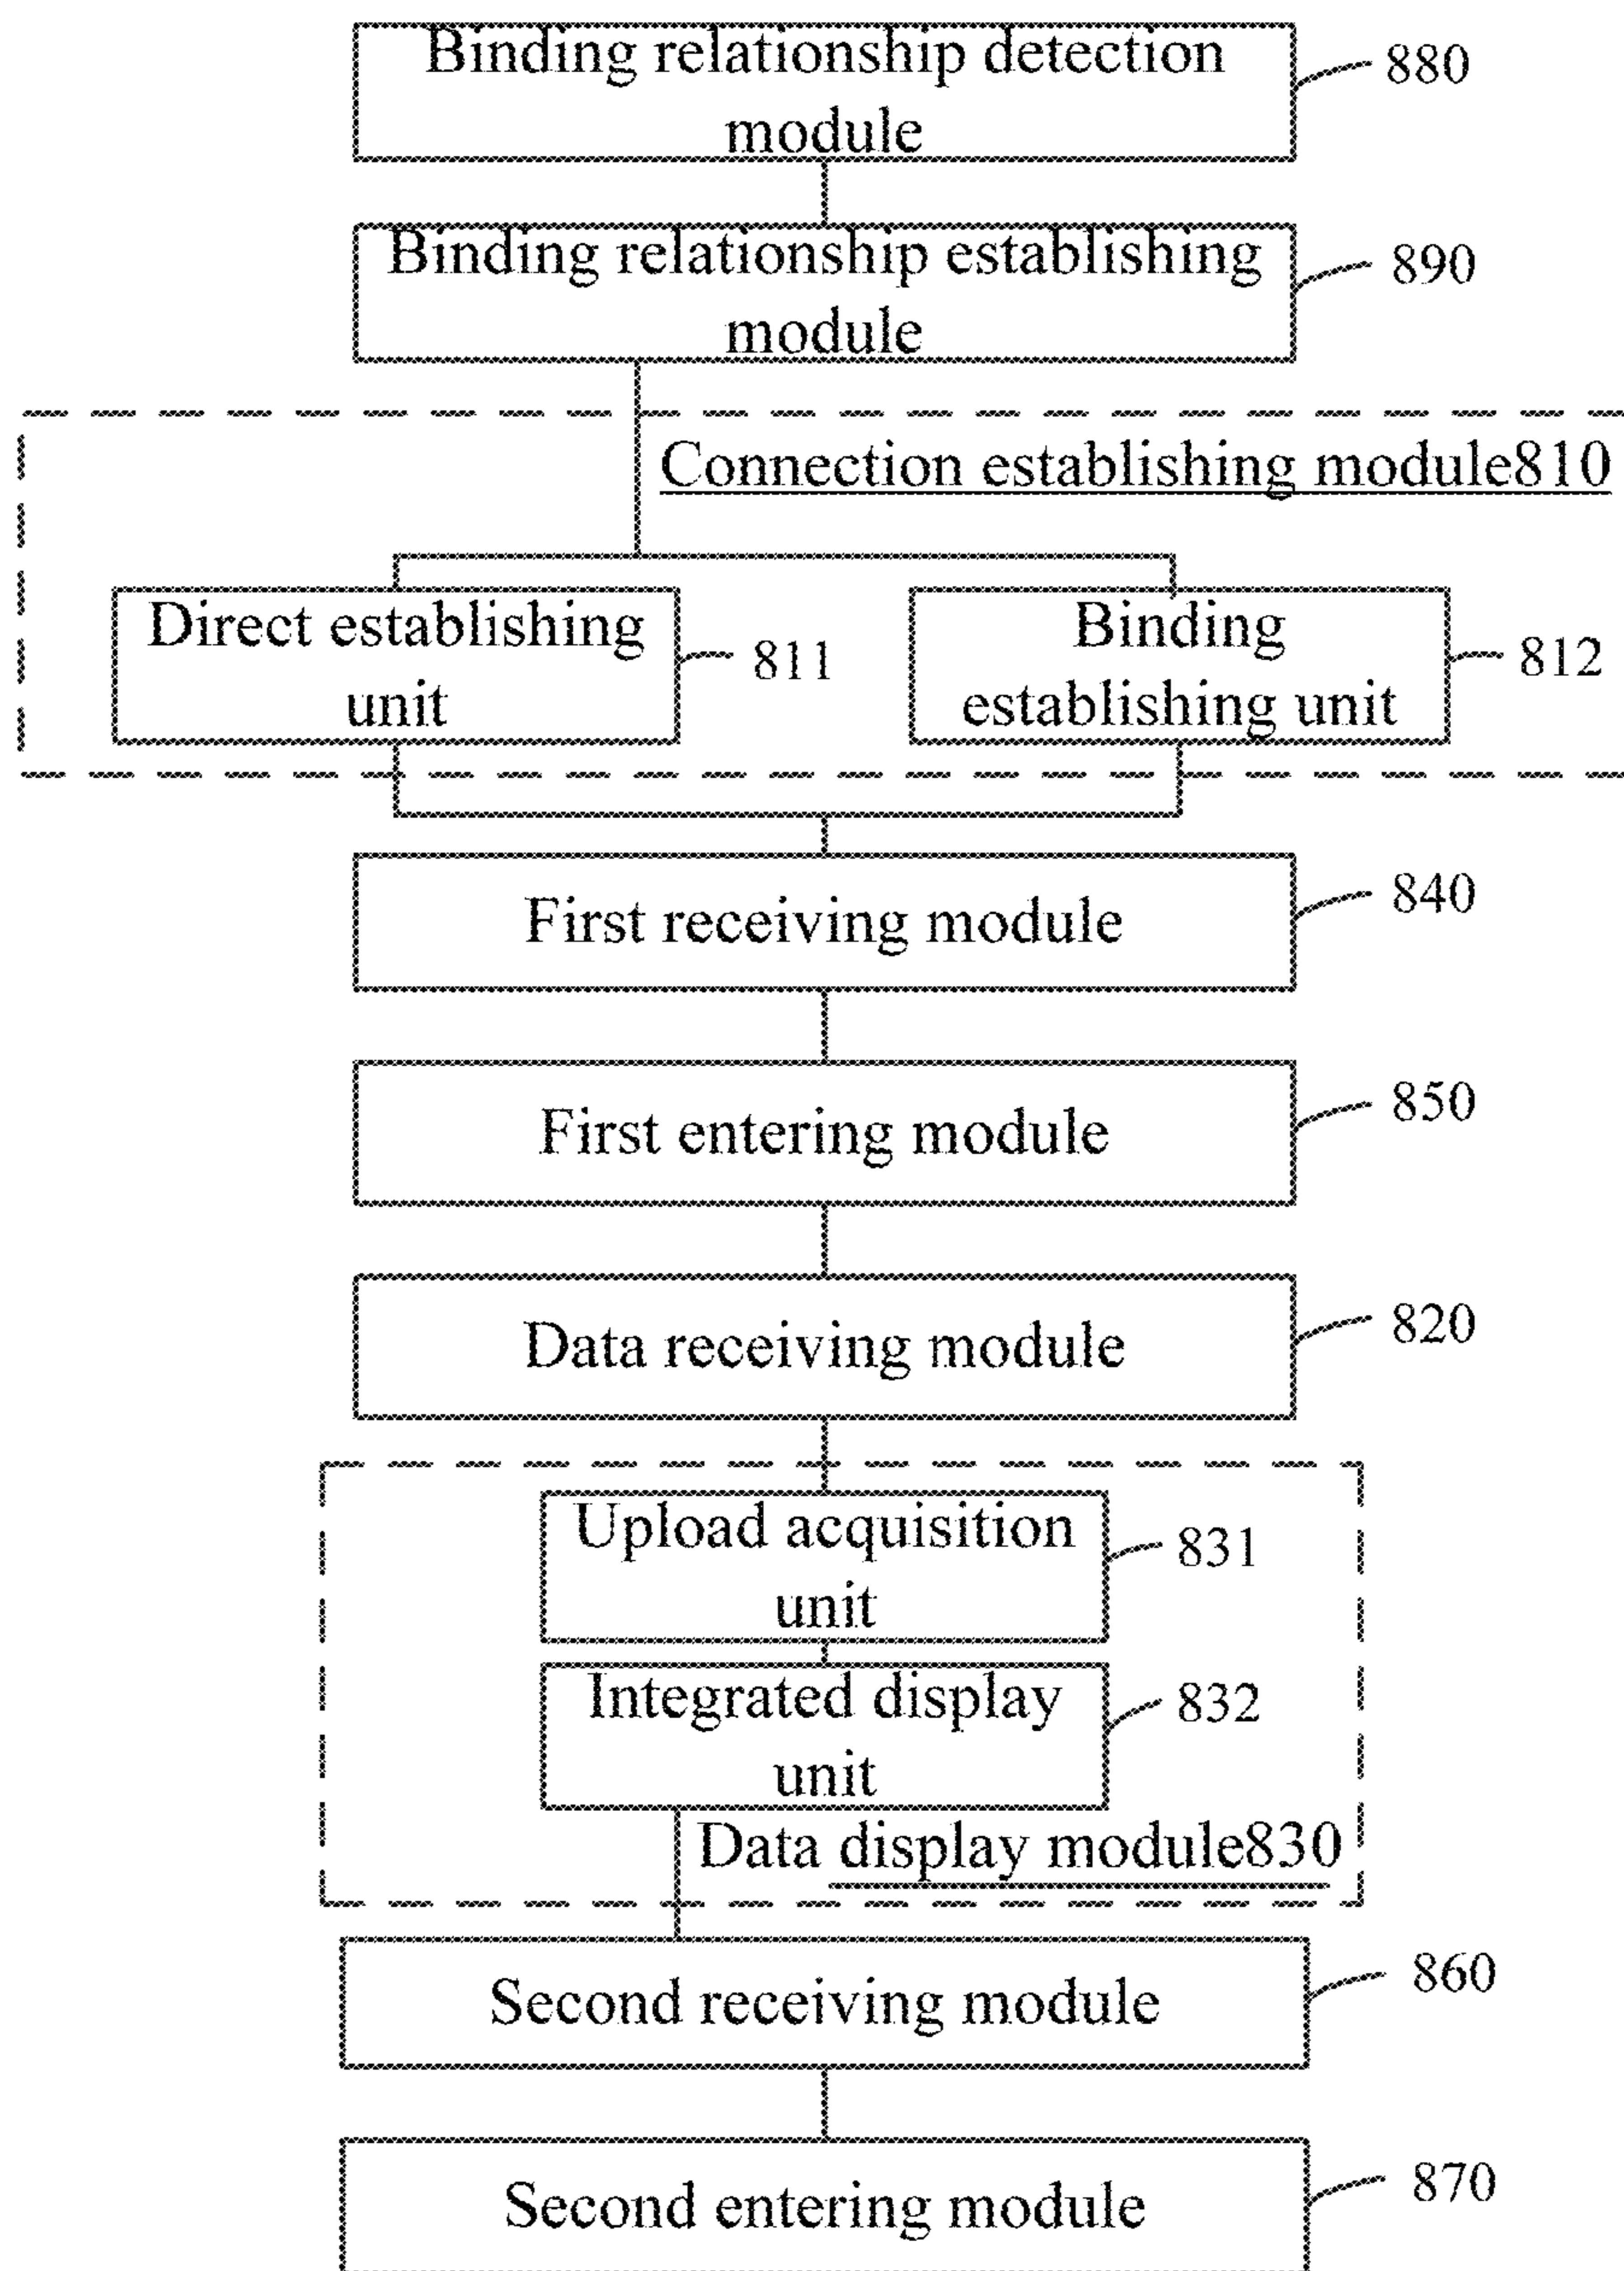 Binding relationship detection
module
880
Binding relationship establishing
module
890
Connection establishing module810
Direct establishing
unit
811
Binding
establishing unit
812
First receiving module
840
First entering module
850
Data receiving module
820
Upload acquisition
unit
831
Integrated display
unit
832
Data display module830
Second receiving module
860
Second entering module
870